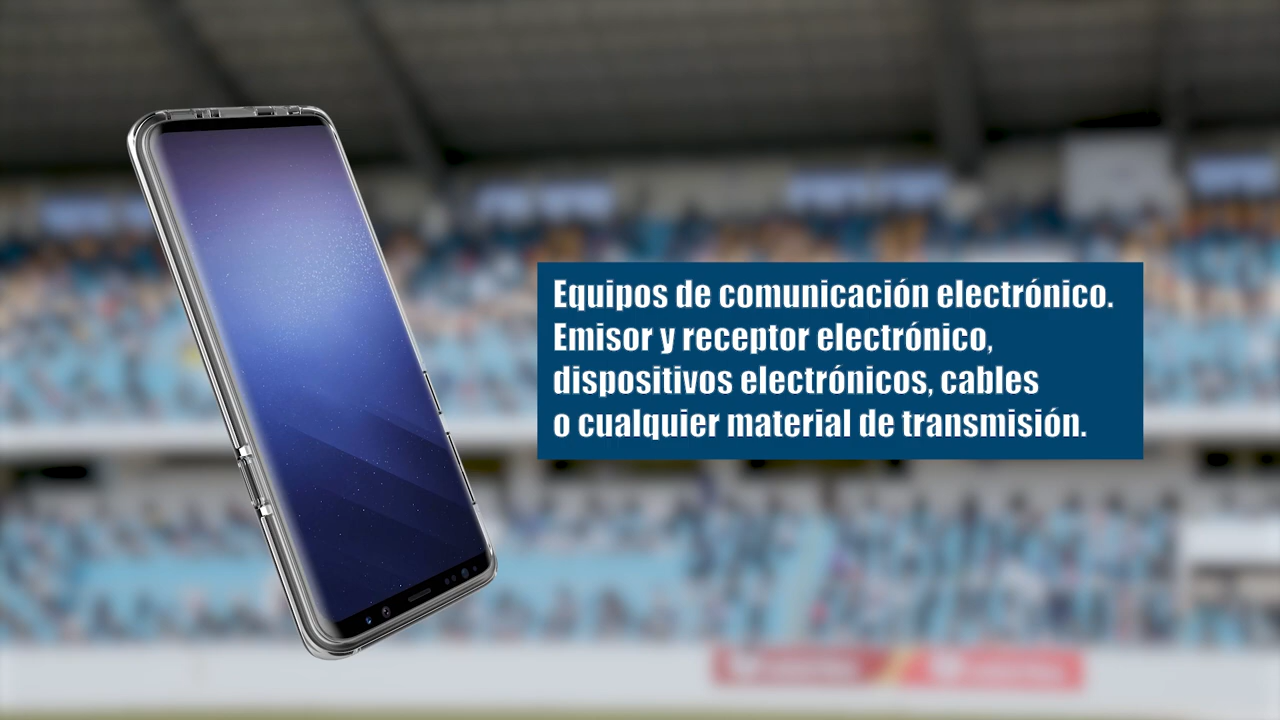 Equipos de comunicación electrónico.
Emisor y receptor electrónico,
dispositivos electrónicos, cables
o cualquier material de transmisión.